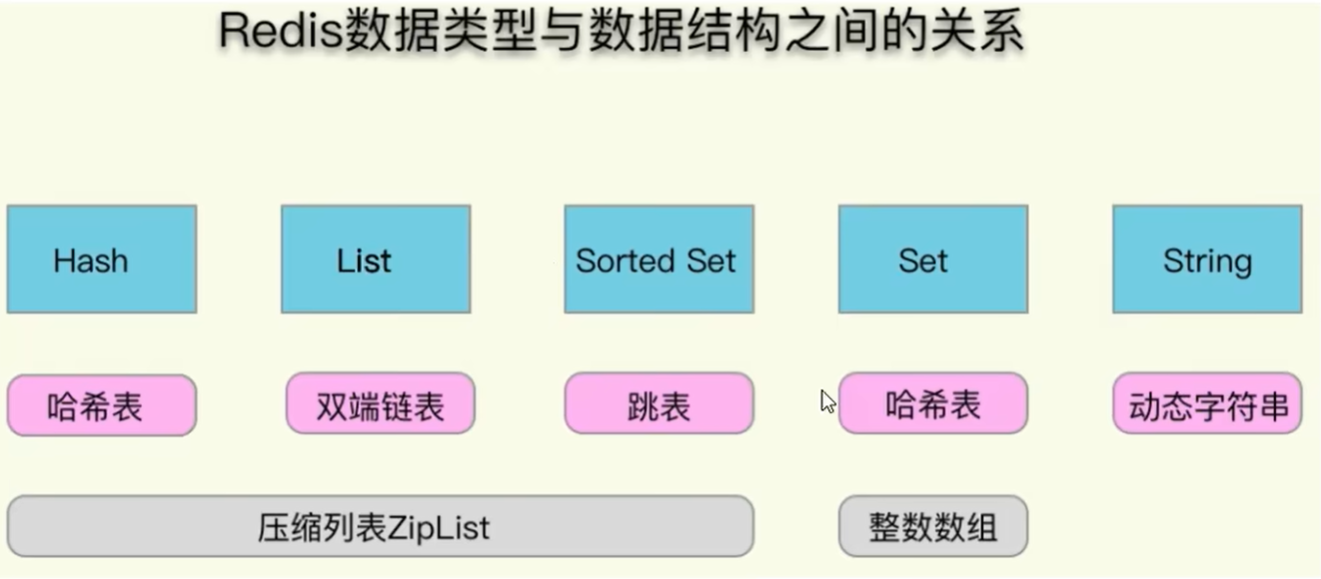 Redis数据类型与数据结构之间的关系
Hash
List
Sorted Set
Set
String
哈希表
双端链表
跳表
哈希表
动态字符串
压缩列表ZipList
整数数组